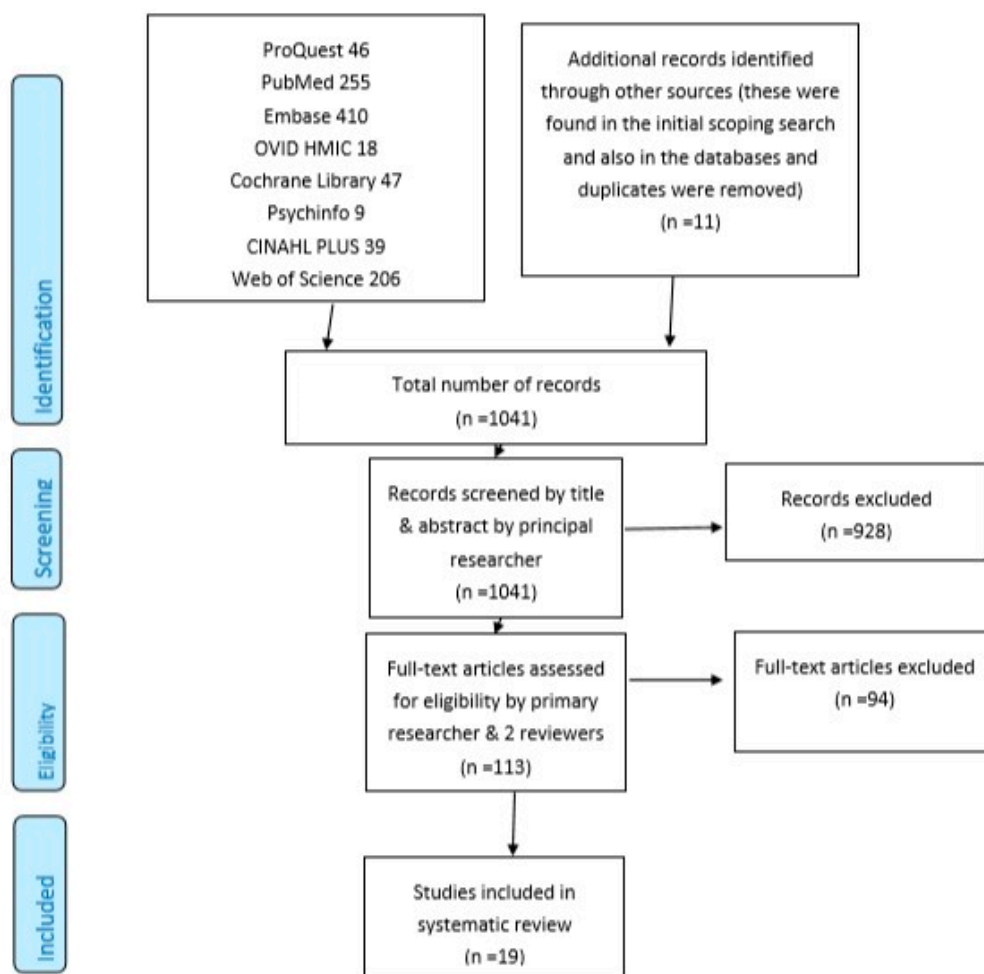 Identification
ProQuest 46
PubMed 255
Embase 410
OVID HMIC 18
Cochrane Library 47
Psychinfo 9
CINAHL PLUS 39
Web of Science 206
Additional records identified
through other sources (these were
found in the initial scoping search
and also in the databases and
duplicates were removed)
(n =11)
Total number of records
(n =1041)
Screening
Records screened by title
& abstract by principal
researcher
(n =1041)
Records excluded
(n =928)
Eligibility
Full-text articles assessed
for eligibility by primary
researcher & 2 reviewers
(n =113)
Full-text articles excluded
(n =94)
Included
Studies included in
systematic review
(n =19)